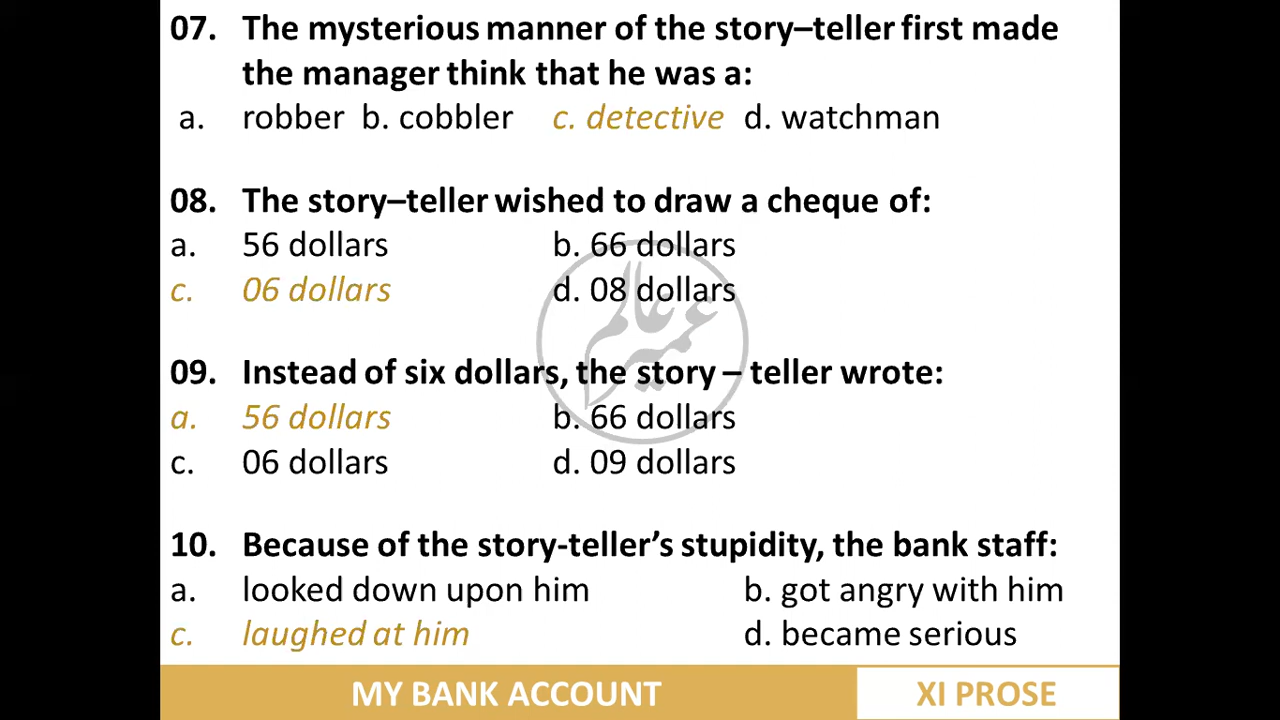 07. The mysterious manner of the story–teller first made
the manager think that he was a:
a. robber b. cobbler c. detective d. watchman
08. The story–teller wished to draw a cheque of:
a. 56 dollars b. 66 dollars
c. 06 dollars d. 08 dollars
عمیر عالم
09. Instead of six dollars, the story – teller wrote:
a. 56 dollars b. 66 dollars
c. 06 dollars d. 09 dollars
10. Because of the story-teller’s stupidity, the bank staff:
a. looked down upon him b. got angry with him
c. laughed at him d. became serious
MY BANK ACCOUNT XI PROSE